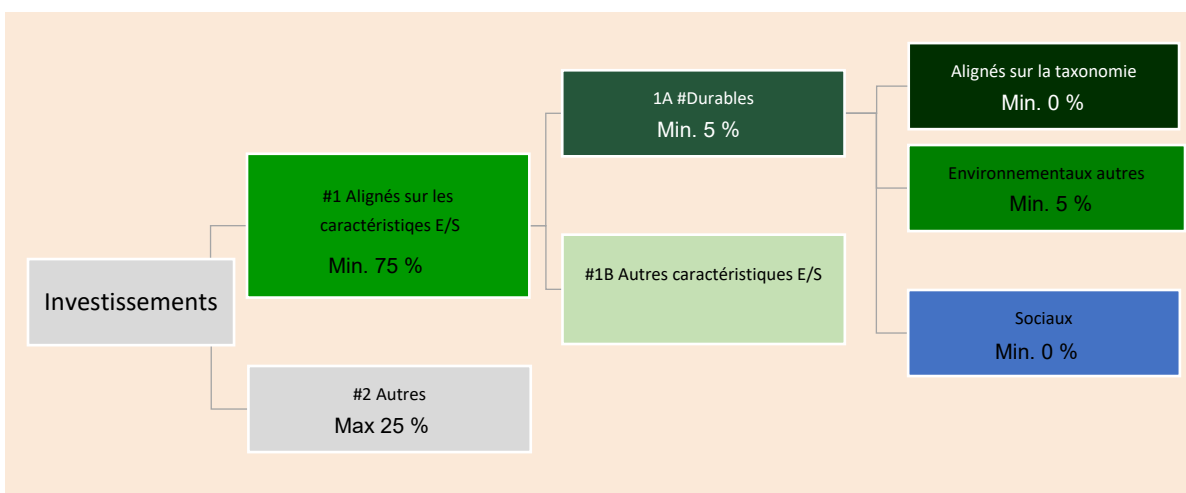 Investissements
#1 Alignés sur les
caractéristiqes E/S
Min. 75 %
#2 Autres
Max 25 %
1A #Durables
Min. 5 %
#1B Autres caractéristiques E/S
Alignés sur la taxonomie
Min. 0 %
Environnementaux autres
Min. 5 %
Sociaux
Min. 0 %